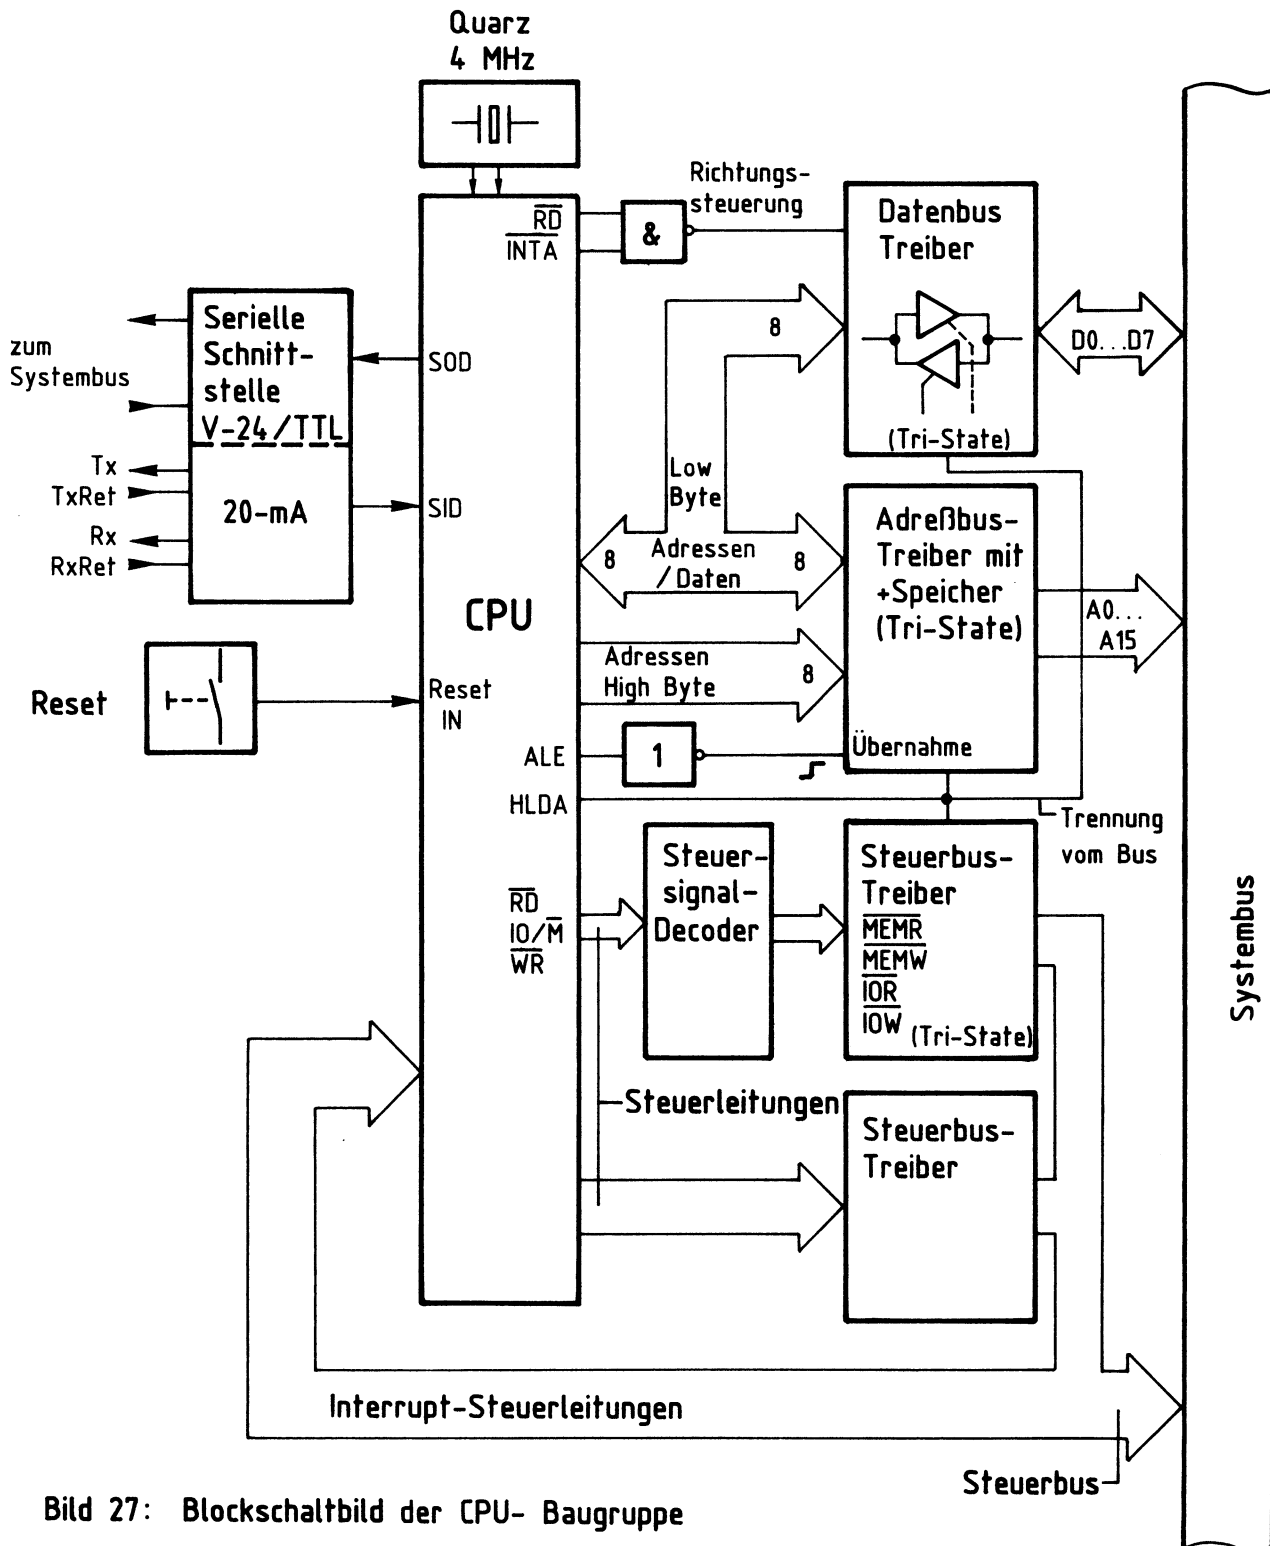 Quarz
4 MHz
Richtungs-
steuerung
RD
INTA
&
Datenbus
Treiber
8
D0...D7
(Tri-State)
zum
Systembus
Serielle
Schnitt-
stelle
V-24/TTL
SOD
Tx
TxRet
Rx
RxRet
20-mA
SID
Low
Byte
8
Adressen
/Daten
8
Adreßbus-
Treiber mit
+Speicher
(Tri-State)
A0...
A15
CPU
Adressen
High Byte
8
Reset
Reset
IN
ALE
1
Übernahme
HLDA
Trennung
vom Bus
Steuer-
signal-
Decoder
RD
IO/M
WR
Steuerbus-
Treiber
MEMR
MEMW
IOR
IOW
(Tri-State)
Systembus
Steuerleitungen
Steuerbus-
Treiber
Interrupt-Steuerleitungen
Steuerbus
Bild 27: Blockschaltbild der CPU- Baugruppe